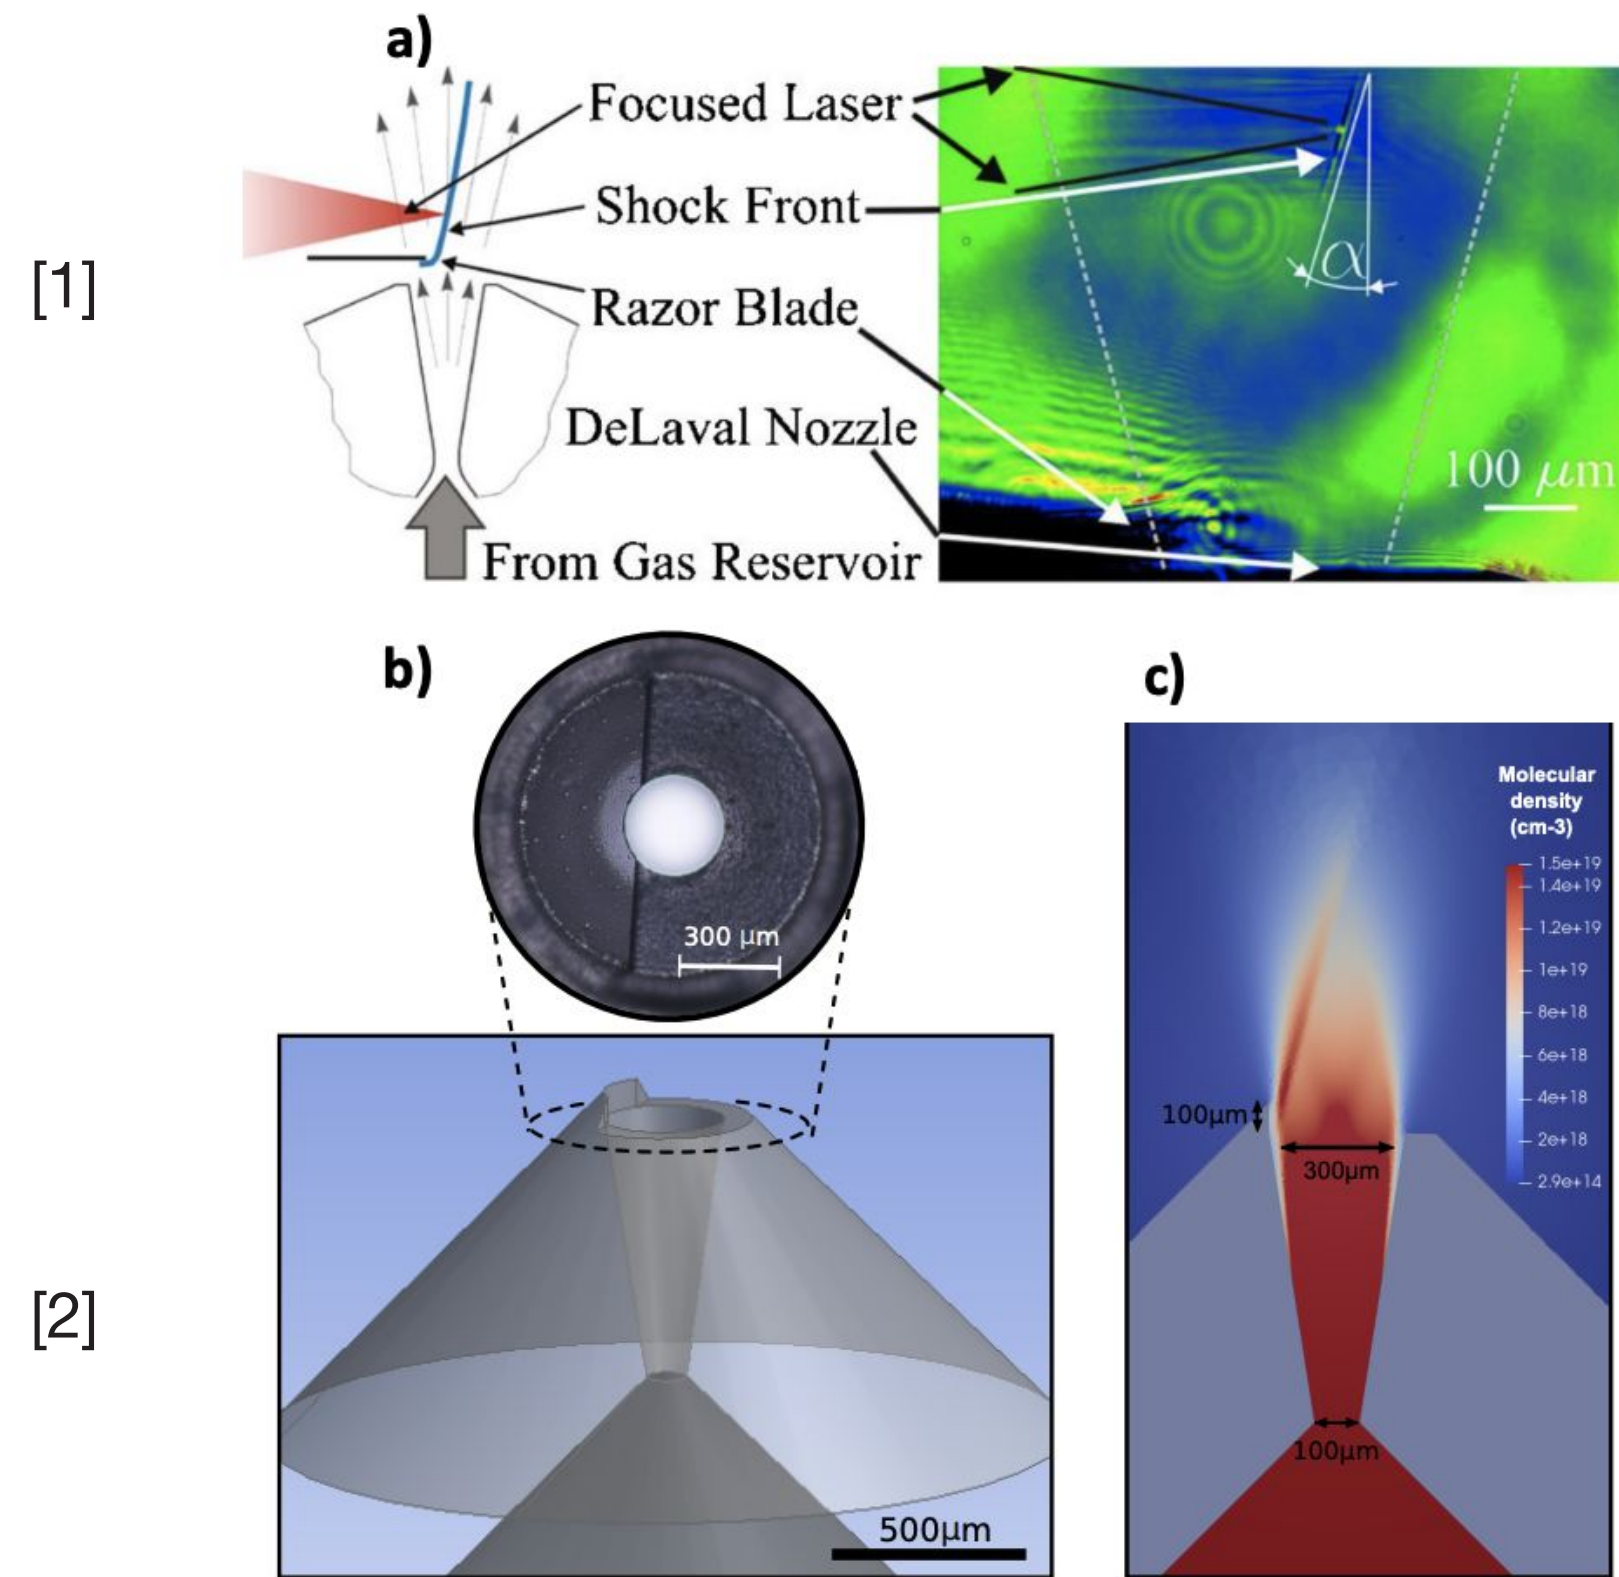 a)
Focused Laser
Shock Front
[1]
Razor Blade
α
DeLaval Nozzle
100 μm
From Gas Reservoir
b)
c)
Molecular
density
(cm-3)
1.5e+19
1.4e+19
1.2e+19
300 μm
1e+19
8e+18
6e+18
4e+18
100μm
2e+18
300μm
2.9e+14
[2]
100μm
500μm